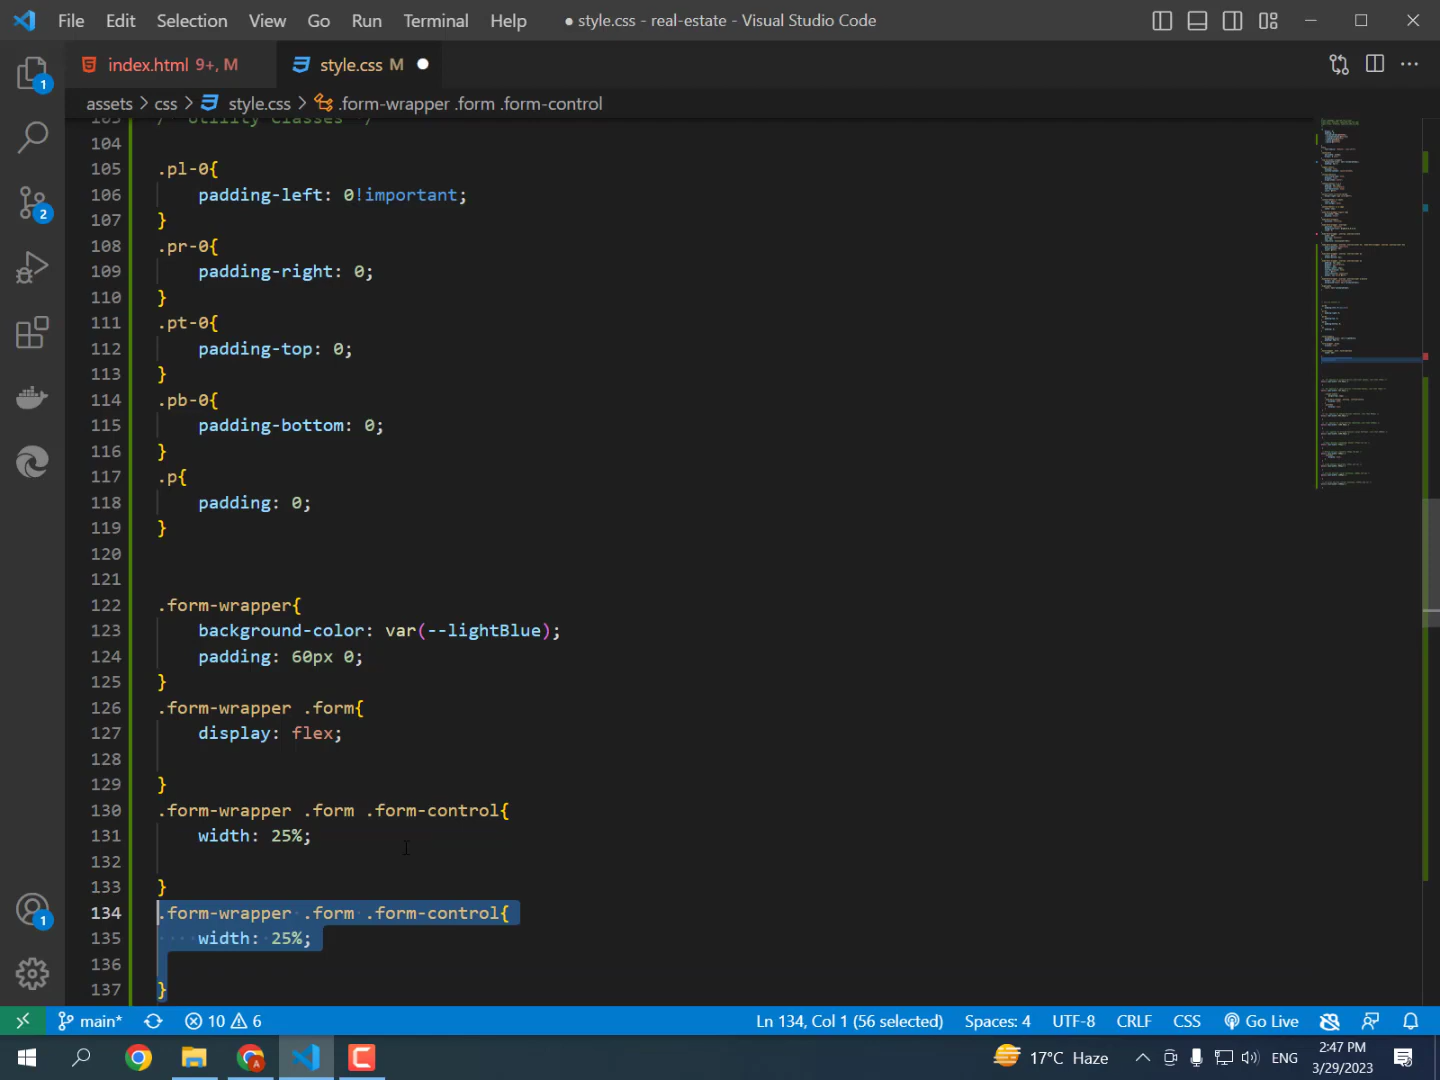 File Edit Selection View Go Run Terminal Help ● style.css - real-estate - Visual Studio Code
index.html 9+, M style.css M
assets > css > style.css > .form-wrapper .form .form-control
103 /* Utility Classes */
104
105 .pl-0{
106 padding-left: 0!important;
107 }
108 .pr-0{
109 padding-right: 0;
110 }
111 .pt-0{
112 padding-top: 0;
113 }
114 .pb-0{
115 padding-bottom: 0;
116 }
117 .p{
118 padding: 0;
119 }
120
121
122 .form-wrapper{
123 background-color: var(--lightBlue);
124 padding: 60px 0;
125 }
126 .form-wrapper .form{
127 display: flex;
128
129 }
130 .form-wrapper .form .form-control{
131 width: 25%;
132
133 }
134 .form-wrapper .form .form-control{
135 width: 25%;
136
137 }
1
2
1
main* 10 6 Ln 134, Col 1 (56 selected) Spaces: 4 UTF-8 CRLF CSS Go Live
A 17°C Haze ENG 2:47 PM
3/29/2023